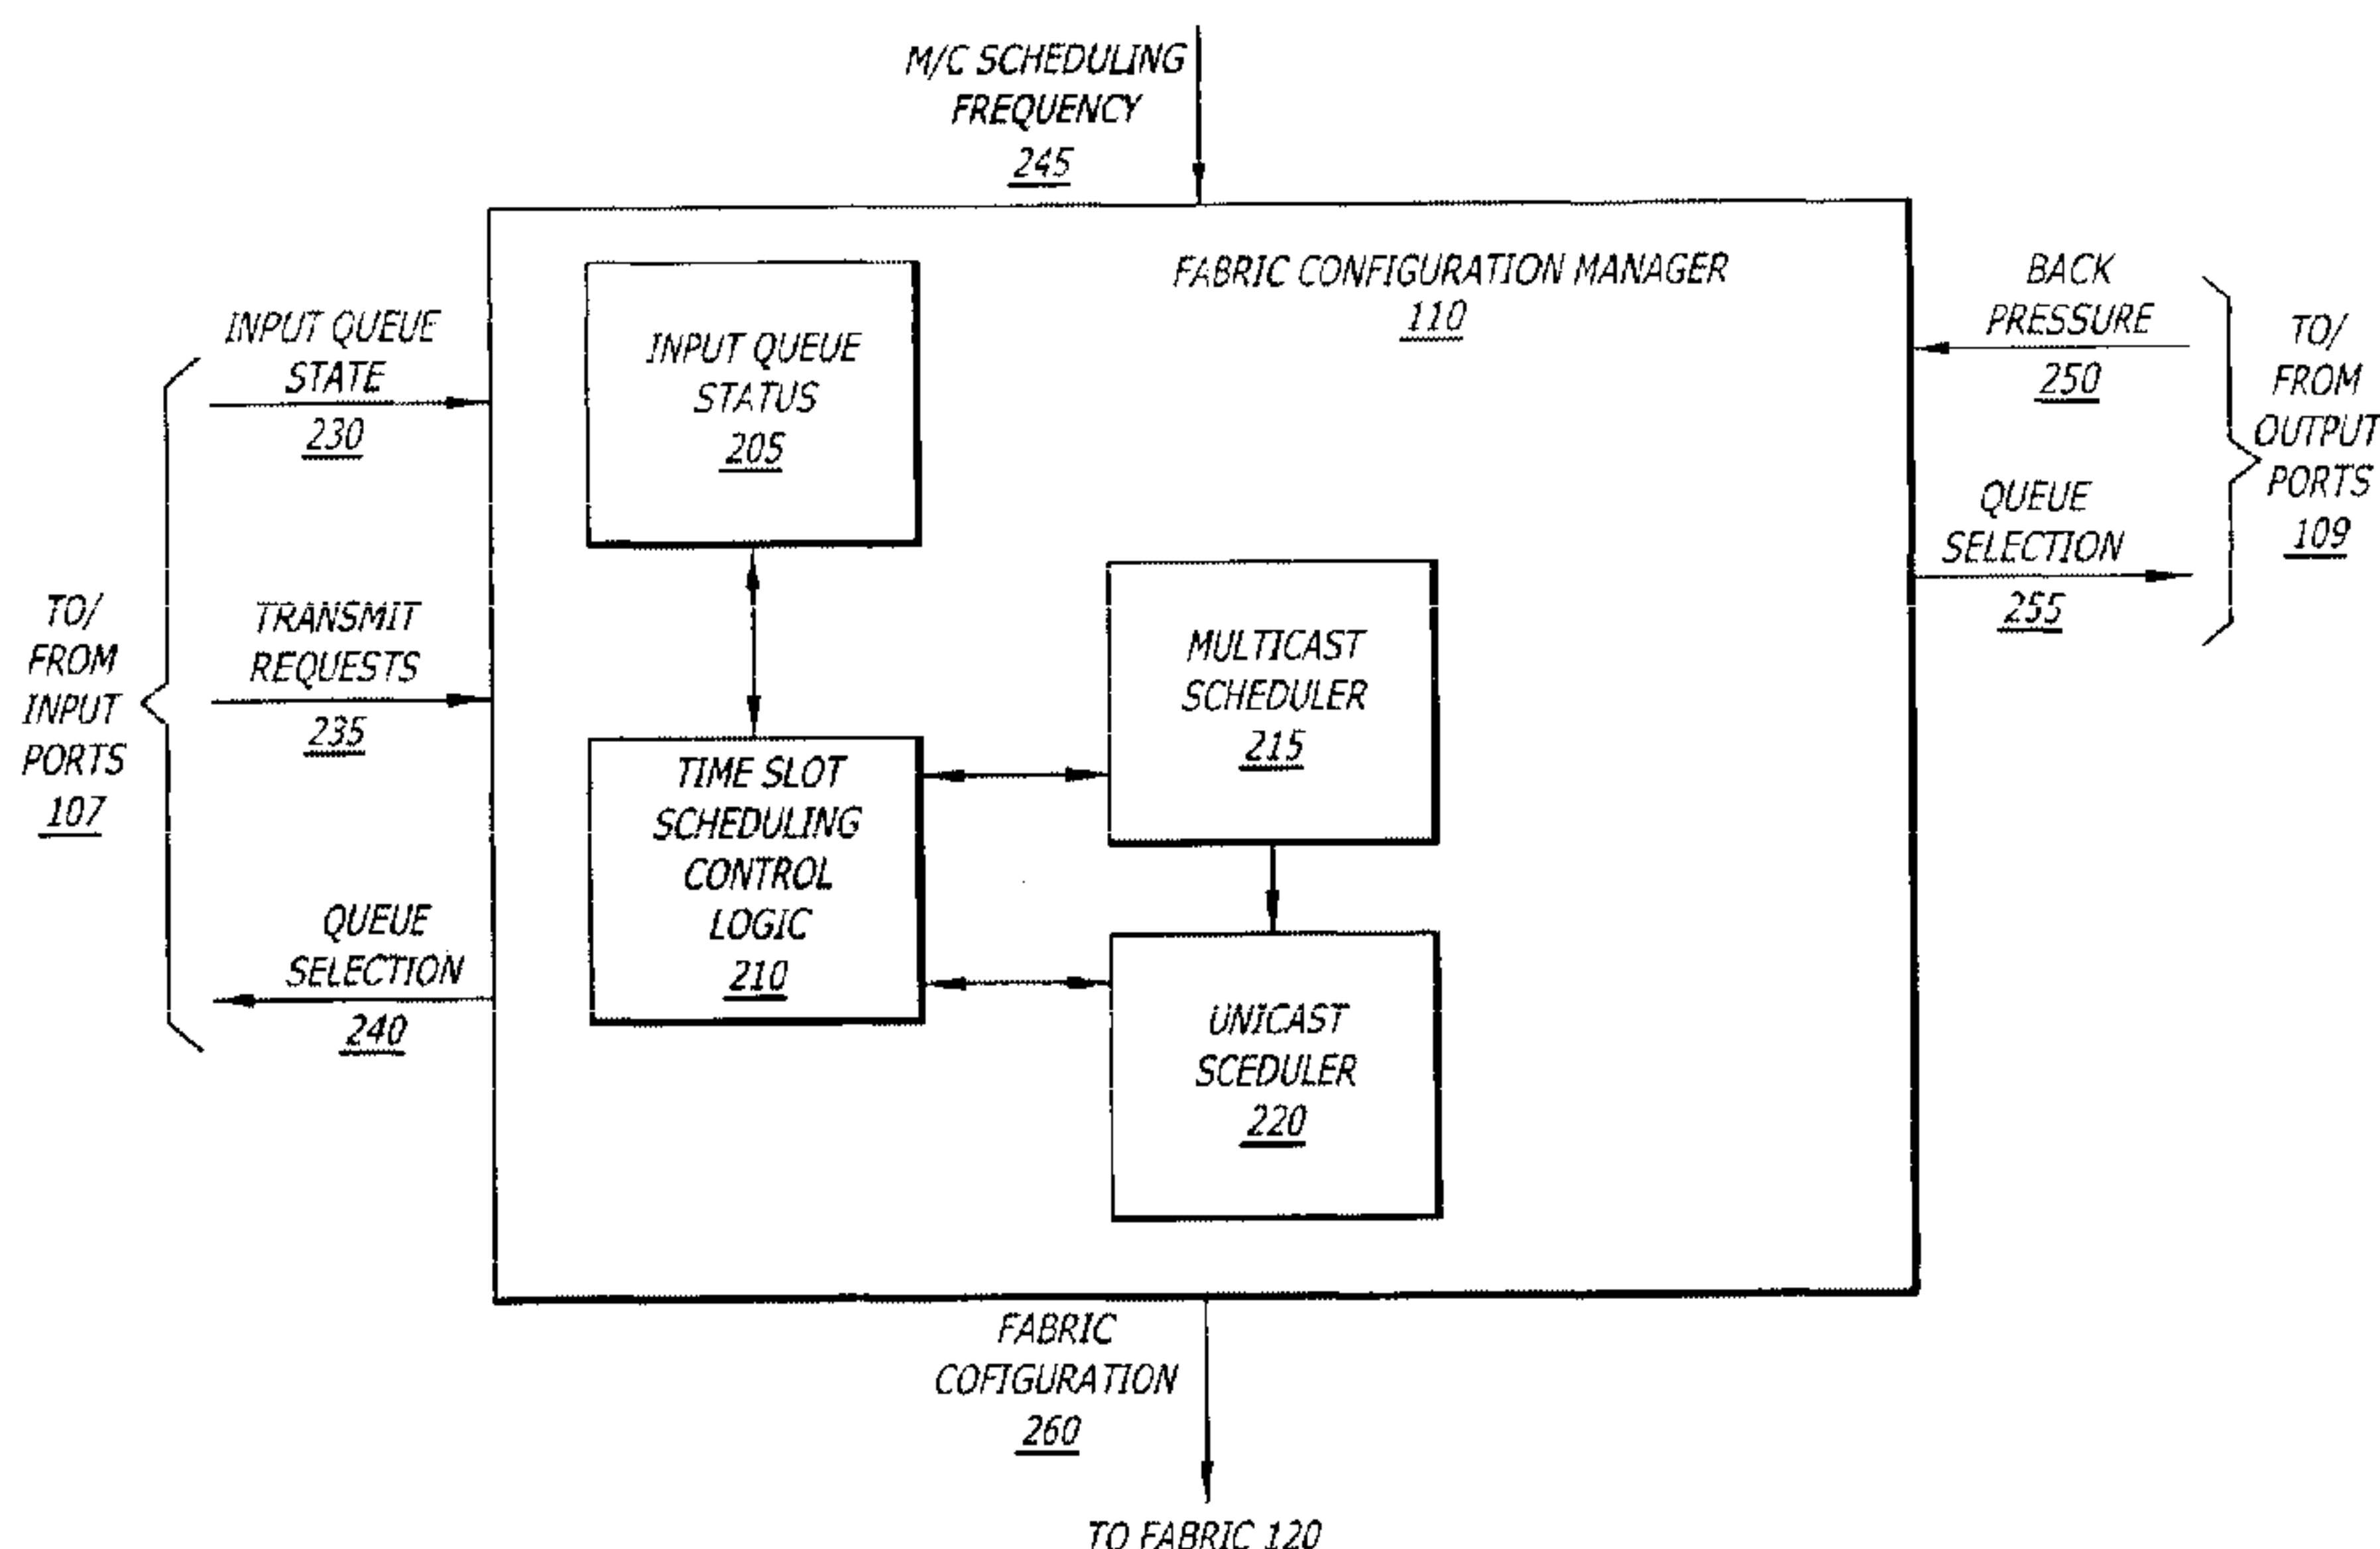 M/C SCHEDULING
FREQUENCY
245
FABRIC CONFIGURATION MANAGER
110
INPUT QUEUE
STATE
230
TRANSMIT
REQUESTS
235
QUEUE
SELECTION
240
TO/
FROM
INPUT
PORTS
107
INPUT QUEUE
STATUS
205
TIME SLOT
SCHEDULING
CONTROL
LOGIC
210
MULTICAST
SCHEDULER
215
UNICAST
SCEDULER
220
BACK
PRESSURE
250
QUEUE
SELECTION
255
TO/
FROM
OUTPUT
PORTS
109
FABRIC
COFIGURATION
260
TO FABRIC 120